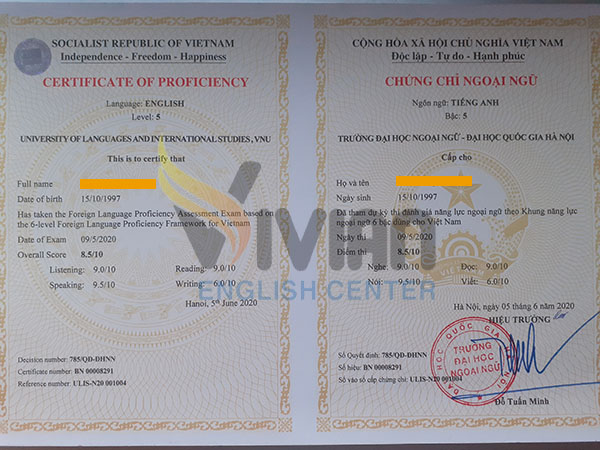 SOCIALIST REPUBLIC OF VIETNAM
Independence - Freedom - Happiness
CERTIFICATE OF PROFICIENCY
Language: ENGLISH
Level: 5
UNIVERSITY OF LANGUAGES AND INTERNATIONAL STUDIES, VNU
This is to certify that
Full name
Date of birth 15/10/1997
Has taken the Foreign Language Proficiency Assessment Exam based on
the 6-level Foreign Language Proficiency Framework for Vietnam
Date of Exam 09/5/2020
Overall Score 8.5/10
Listening: 9.0/10 Reading: 9.0/10
Speaking: 9.5/10 Writing: 6.0/10
Hanoi, 5th June 2020
Decision number: 785/QD-DHNN
Certificate number: BN 00008291
Reference number: ULIS-N20 001004
CỘNG HÒA XÃ HỘI CHỦ NGHĨA VIỆT NAM
Độc lập - Tự do - Hạnh phúc
CHỨNG CHỈ NGOẠI NGỮ
Ngôn ngữ: TIẾNG ANH
Bậc: 5
TRƯỜNG ĐẠI HỌC NGOẠI NGỮ - ĐẠI HỌC QUỐC GIA HÀ NỘI
Cấp cho
Họ và tên
Ngày sinh 15/10/1997
Đã tham dự kỳ thi đánh giá năng lực ngoại ngữ theo Khung năng lực
ngoại ngữ 6 bậc dùng cho Việt Nam
Ngày thi 09/5/2020
Điểm thi 8.5/10
Nghe: 9.0/10 Đọc: 9.0/10
Nói: 9.5/10 Viết: 6.0/10
Hà Nội, ngày 05 tháng 6 năm 2020
HIỆU TRƯỞNG
TRƯỜNG
ĐẠI HỌC
NGOẠI NGỮ
ĐẠI HỌC QUỐC GIA
Số Quyết định: 785/QD-DHNN
Số hiệu: BN 00008291
Số vào sổ cấp chứng chỉ: ULIS-N20 001004
Đỗ Tuấn Minh
VIVIAN
ENGLISH CENTER